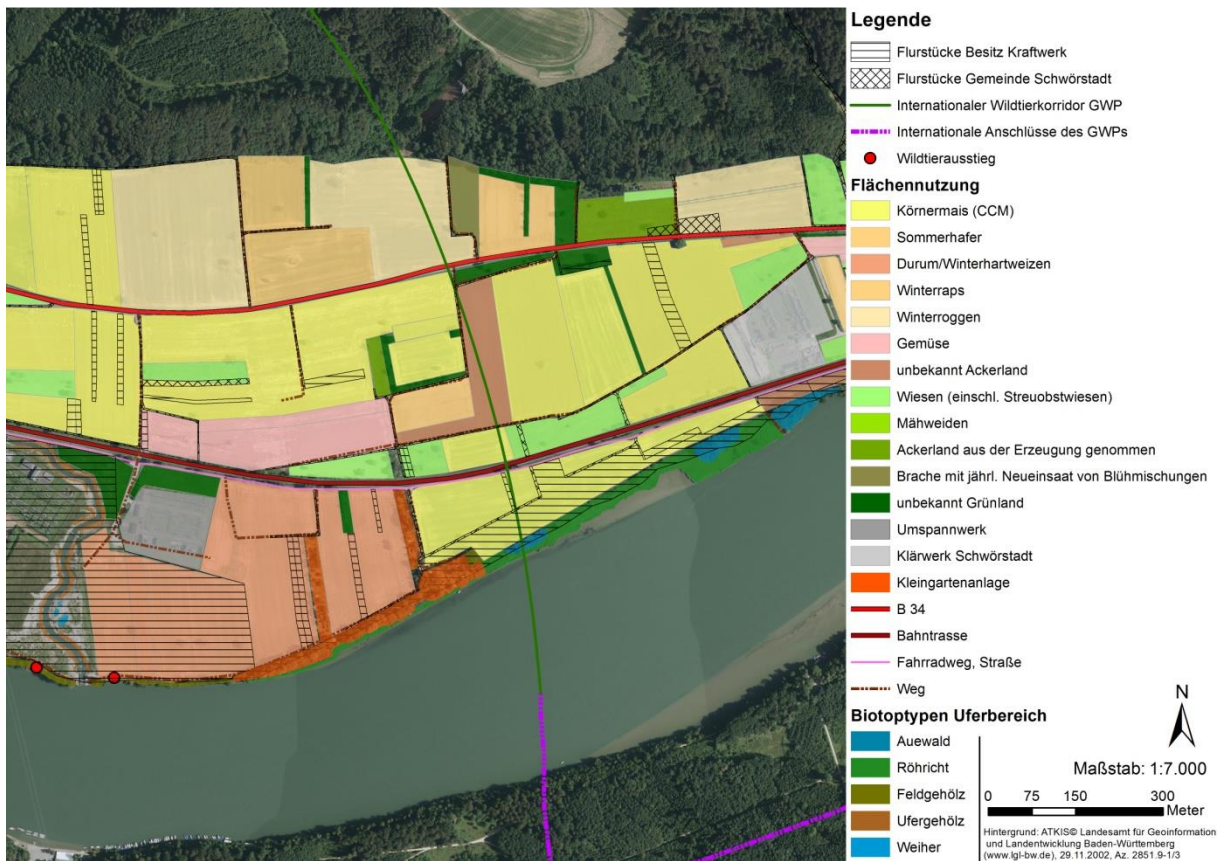 Legende
Flurstücke Besitz Kraftwerk
Flurstücke Gemeinde Schwörstadt
Internationaler Wildtierkorridor GWP
Internationale Anschlüsse des GWPs
Wildtierausstieg
Flächennutzung
Körnermais (CCM)
Sommerhafer
Durum/Winterhartweizen
Winterraps
Winterroggen
Gemüse
unbekannt Ackerland
Wiesen (einschl. Streuobstwiesen)
Mähweiden
Ackerland aus der Erzeugung genommen
Brache mit jährl. Neueinsaat von Blühmischungen
unbekannt Grünland
Umspannwerk
Klärwerk Schwörstadt
Kleingartenanlage
B 34
Bahntrasse
Fahrradweg, Straße
Weg
Biotoptypen Uferbereich
Auewald
Röhricht
Feldgehölz
Ufergehölz
Weiher
N
Maßstab: 1:7.000
0 75 150 300
Meter
Hintergrund: ATKIS© Landesamt für Geoinformation
und Landentwicklung Baden-Württemberg
(www.lgl-bw.de), 29.11.2002, Az. 2851.9-1/3